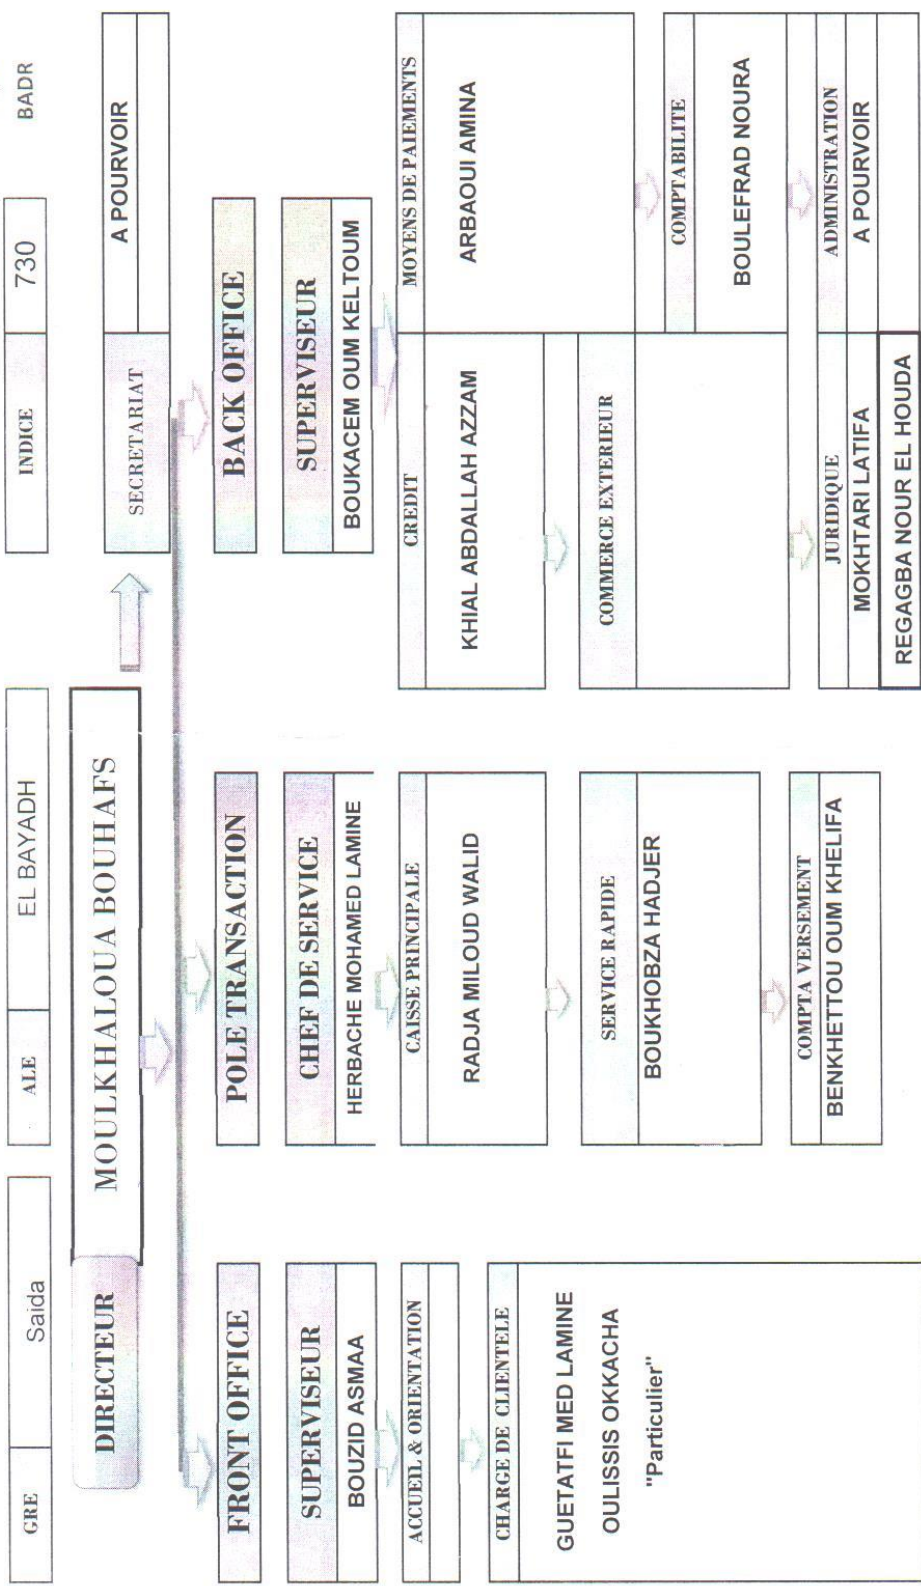 GRE
Saida
ALE
EL BAYADH
INDICE
730
BADR
DIRECTEUR
MOULKHALOUA BOUHAFS
SECRETARIAT
A POURVOIR
FRONT OFFICE
SUPERVISEUR
BOUZID ASMAA
ACCUEIL & ORIENTATION
CHARGE DE CLIENTELE
GUETATFI MED LAMINE
OULISSIS OKKACHA
"Particulier"
POLE TRANSACTION
CHEF DE SERVICE
HERBACHE MOHAMED LAMINE
CAISSE PRINCIPALE
RADJA MILOUD WALID
SERVICE RAPIDE
BOUKHOBZA HADJER
COMPTA VERSEMENT
BENKHETTOU OUM KHELIFA
BACK OFFICE
SUPERVISEUR
BOUKACEM OUM KELTOUM
CREDIT
KHIAL ABDALLAH AZZAM
COMMERCE EXTERIEUR
JURIDIQUE
MOKHTARI LATIFA
REGAGBA NOUR EL HOUDA
MOYENS DE PAIEMENTS
ARBAOUI AMINA
COMPTABILITE
BOULEFRAD NOURA
ADMINISTRATION
A POURVOIR